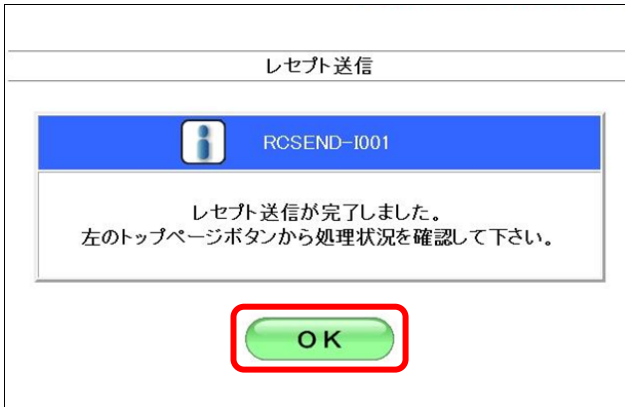 レセプト送信
RCSEND-I001
レセプト送信が完了しました。
左のトップページボタンから処理状況を確認して下さい。
OK